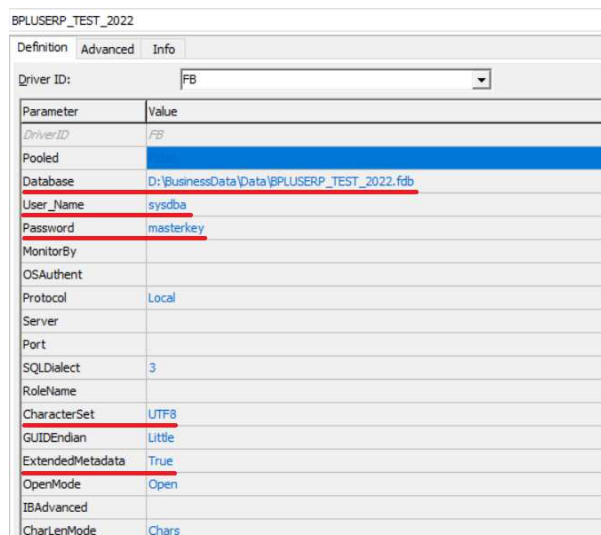 BPLUSERP_TEST_2022
Definition Advanced Info
Driver ID: FB
Parameter Value
DriverID FB
Pooled
Database D:\BusinessData\Data\BPLUSERP_TEST_2022.fdb
User_Name sysdba
Password masterkey
MonitorBy
OSAuthent
Protocol Local
Server
Port
SQLDialect 3
RoleName
CharacterSet UTF8
GUIDEndian Little
ExtendedMetadata True
OpenMode Open
IBAdvanced
CharLenMode Chars